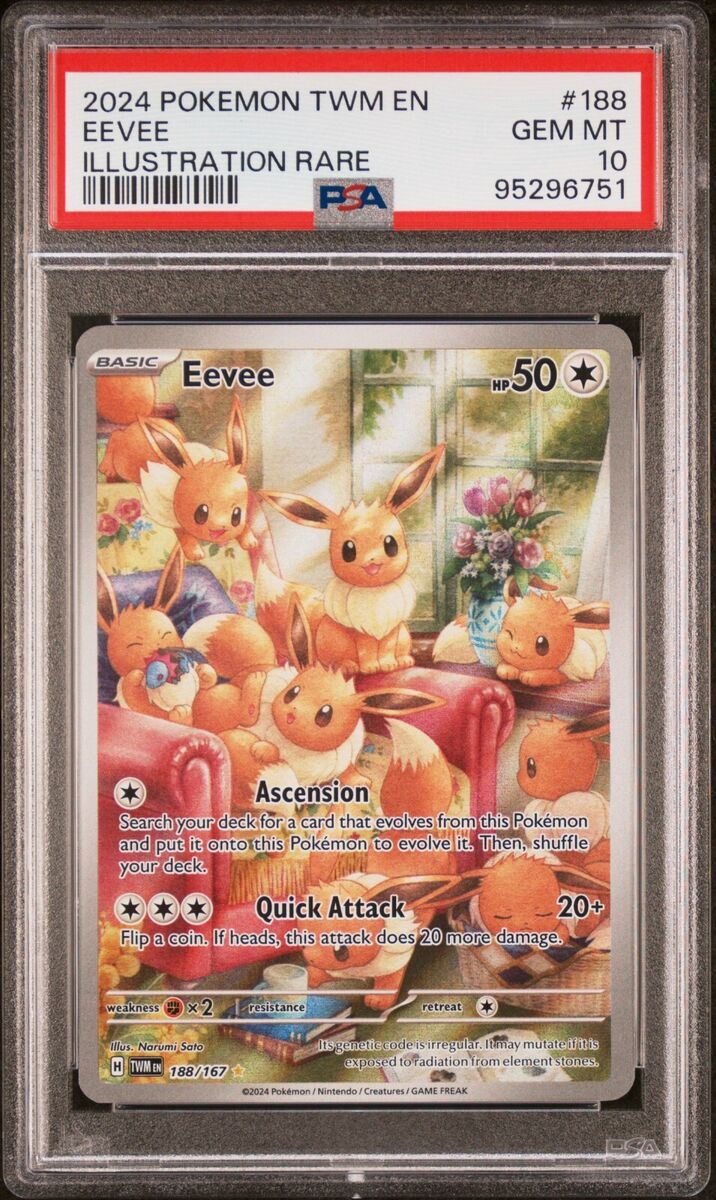 2024 POKEMON TWM EN #188
EEVEE GEM MT
ILLUSTRATION RARE 10
PSA 95296751
BASIC Eevee HP 50
Ascension
Search your deck for a card that evolves from this Pokémon
and put it onto this Pokémon to evolve it. Then, shuffle
your deck.
Quick Attack 20+
Flip a coin. If heads, this attack does 20 more damage.
weakness ×2 resistance retreat
Illus. Narumi Sato
Its genetic code is irregular. It may mutate if it is
exposed to radiation from element stones.
H TWM EN 188/167
©2024 Pokémon / Nintendo / Creatures / GAME FREAK
PSA